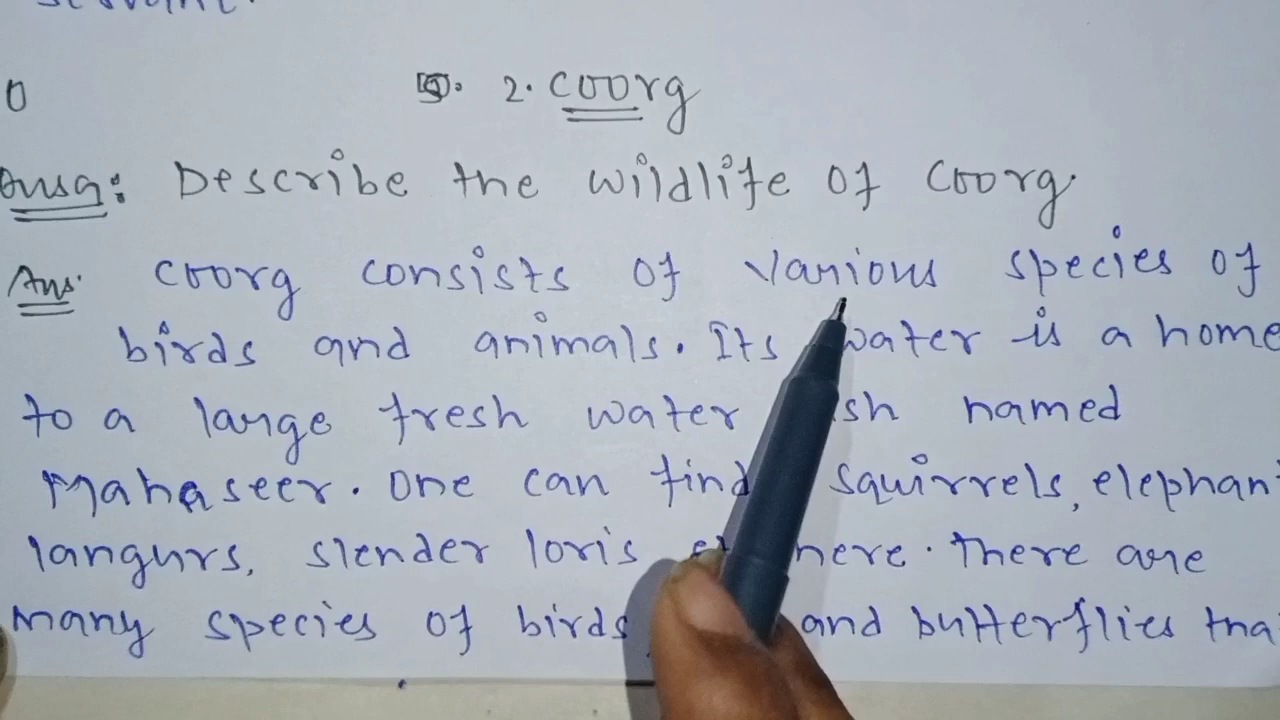 0
2. Coorg
Describe the wildlife of Coorg.
Ans: Coorg consists of various species of
birds and animals. Its water is a home
to a large fresh water named
Mahaseer. One can find squirrels, elephan
langurs, slender loris here. There are
many species of birds and butterflies tha